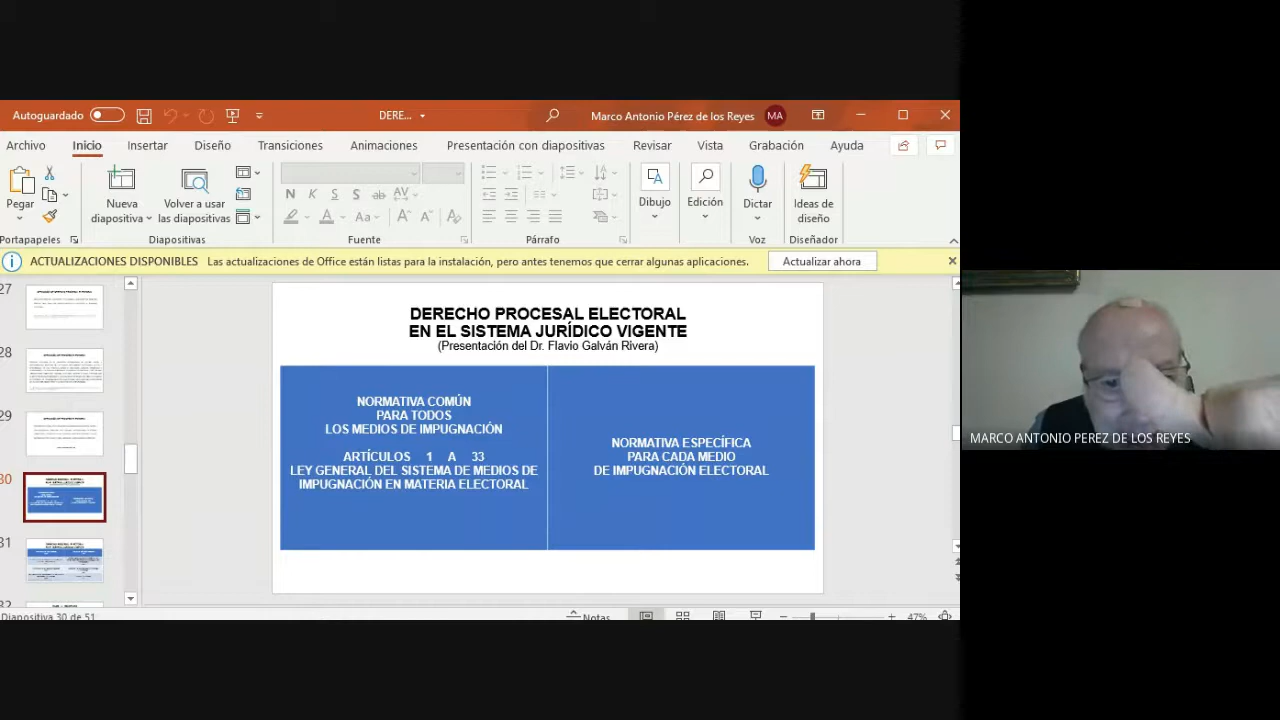 Autoguardado
DERE...
Marco Antonio Pérez de los Reyes
MA
Archivo
Inicio
Insertar
Diseño
Transiciones
Animaciones
Presentación con diapositivas
Revisar
Vista
Grabación
Ayuda
Pegar
Nueva
diapositiva
Volver a usar
las diapositivas
N K S S ab AV
A Aa A A
Dibujo
Edición
Dictar
Ideas de
diseño
Portapapeles
Diapositivas
Fuente
Párrafo
Voz
Diseñador
ACTUALIZACIONES DISPONIBLES Las actualizaciones de Office están listas para la instalación, pero antes tenemos que cerrar algunas aplicaciones.
Actualizar ahora
27
28
29
30
31
32
DERECHO PROCESAL ELECTORAL
EN EL SISTEMA JURÍDICO VIGENTE
(Presentación del Dr. Flavio Galván Rivera)
NORMATIVA COMÚN
PARA TODOS
LOS MEDIOS DE IMPUGNACIÓN
ARTÍCULOS 1 A 33
LEY GENERAL DEL SISTEMA DE MEDIOS DE
IMPUGNACIÓN EN MATERIA ELECTORAL
NORMATIVA ESPECÍFICA
PARA CADA MEDIO
DE IMPUGNACIÓN ELECTORAL
Diapositiva 30 de 51
Notas
47%
MARCO ANTONIO PEREZ DE LOS REYES